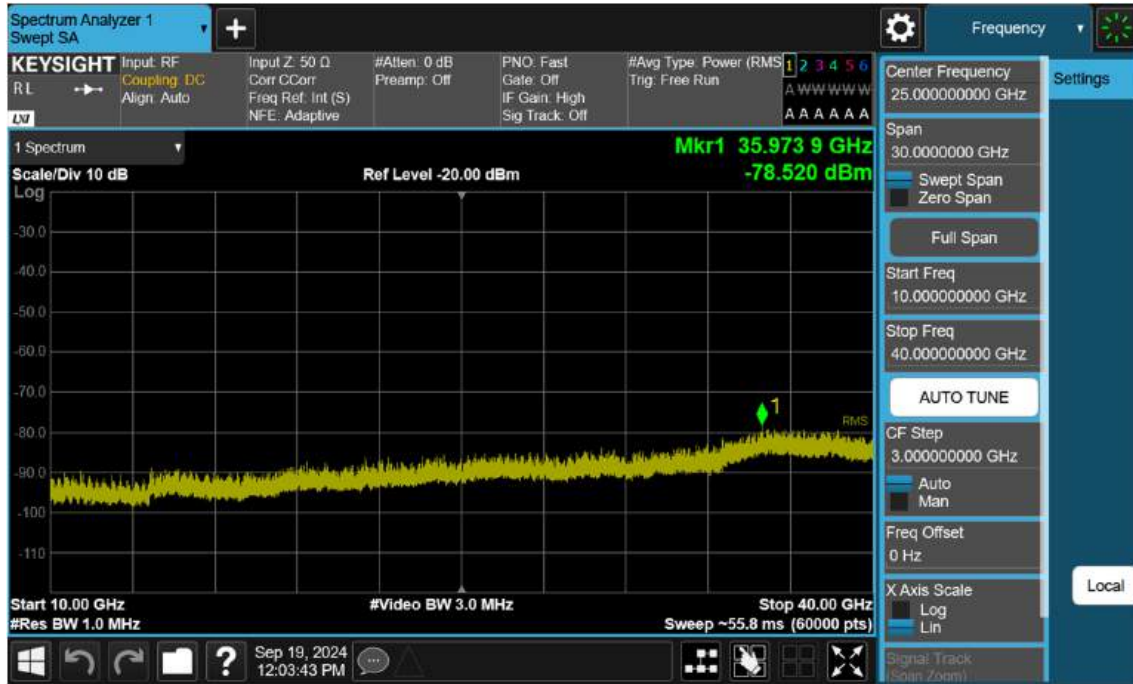 Spectrum Analyzer 1
Swept SA
+
Frequency
KEYSIGHT
RL
LXI
Input: RF
Coupling: DC
Align: Auto
Input Z: 50 Ω
Corr CCorr
Freq Ref: Int (S)
NFE: Adaptive
#Atten: 0 dB
Preamp: Off
PNO: Fast
Gate: Off
IF Gain: High
Sig Track: Off
#Avg Type: Power (RMS
Trig: Free Run
1 2 3 4 5 6
A W W W W W
A A A A A A
1 Spectrum
Scale/Div 10 dB
Log
Ref Level -20.00 dBm
Mkr1 35.973 9 GHz
-78.520 dBm
-30.0
-40.0
-50.0
-60.0
-70.0
-80.0
-90.0
-100
-110
1
RMS
Start 10.00 GHz
#Res BW 1.0 MHz
#Video BW 3.0 MHz
Stop 40.00 GHz
Sweep ~55.8 ms (60000 pts)
Center Frequency
25.000000000 GHz
Span
30.0000000 GHz
Swept Span
Zero Span
Full Span
Start Freq
10.000000000 GHz
Stop Freq
40.000000000 GHz
AUTO TUNE
CF Step
3.000000000 GHz
Auto
Man
Freq Offset
0 Hz
X Axis Scale
Log
Lin
Signal Track
(Span Zoom)
Settings
Local
?
Sep 19, 2024
12:03:43 PM